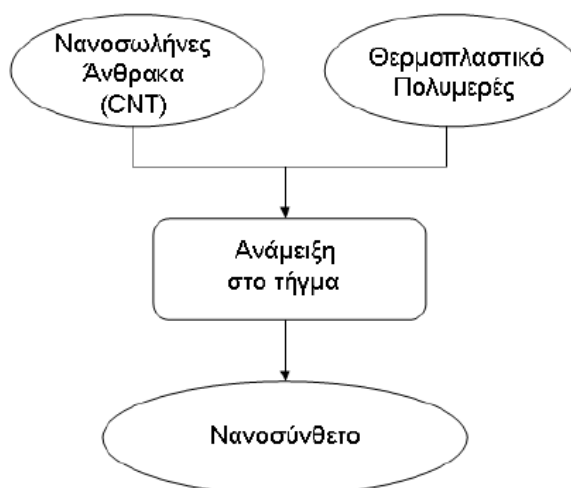 Νανοσωλήνες
Άνθρακα
(CNT)
Θερμοπλαστικό
Πολυμερές
Ανάμειξη
στο τήγμα
Νανοσύνθετο